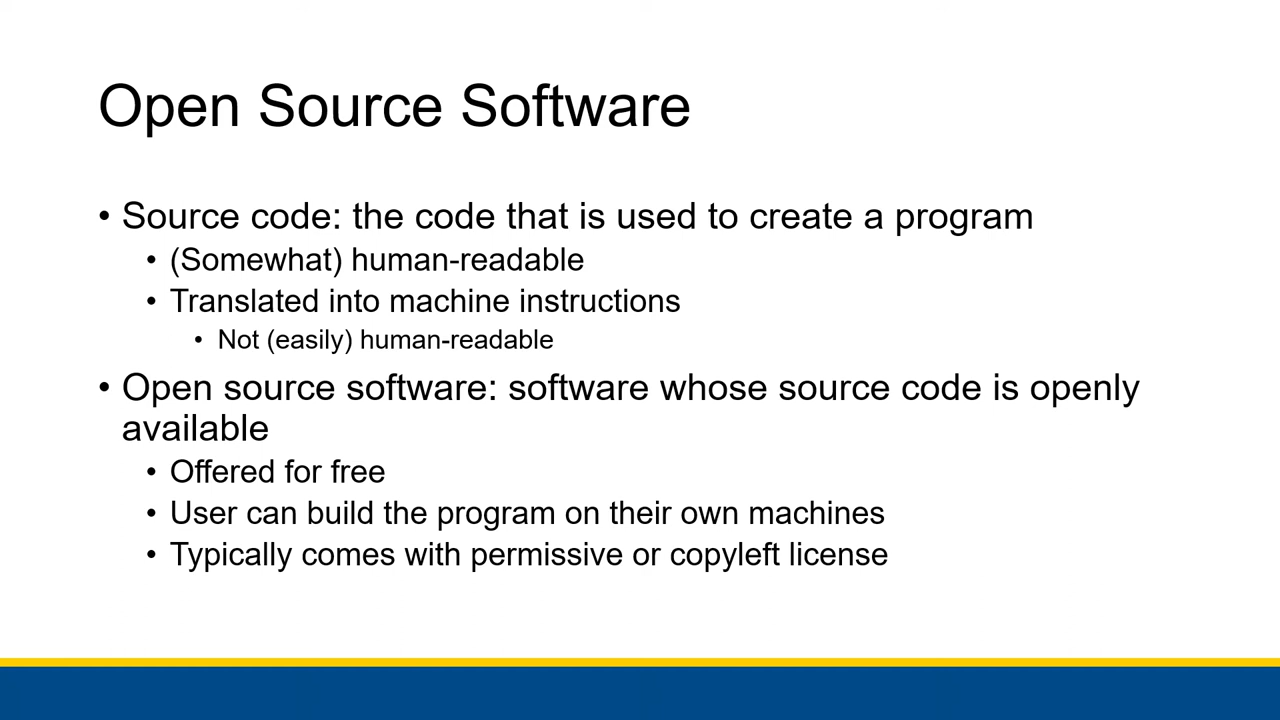 Open Source Software
• Source code: the code that is used to create a program
• (Somewhat) human-readable
• Translated into machine instructions
• Not (easily) human-readable
• Open source software: software whose source code is openly
available
• Offered for free
• User can build the program on their own machines
• Typically comes with permissive or copyleft license